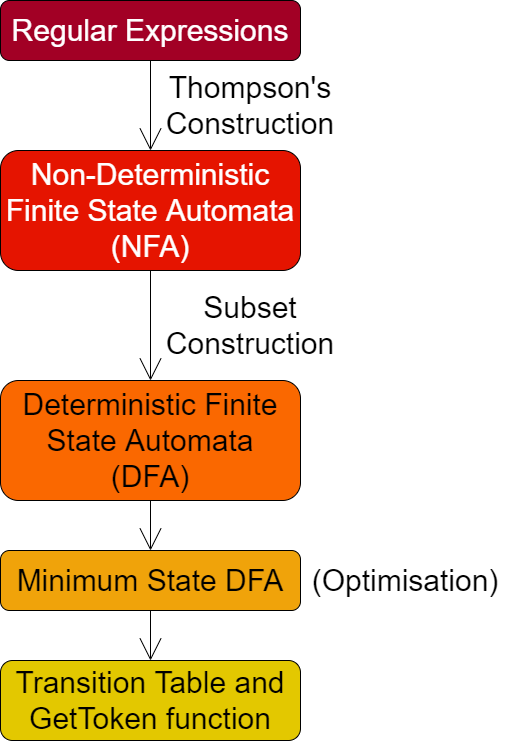 Regular Expressions
Thompson's
Construction
Non-Deterministic
Finite State Automata
(NFA)
Subset
Construction
Deterministic Finite
State Automata
(DFA)
Minimum State DFA
(Optimisation)
Transition Table and
GetToken function